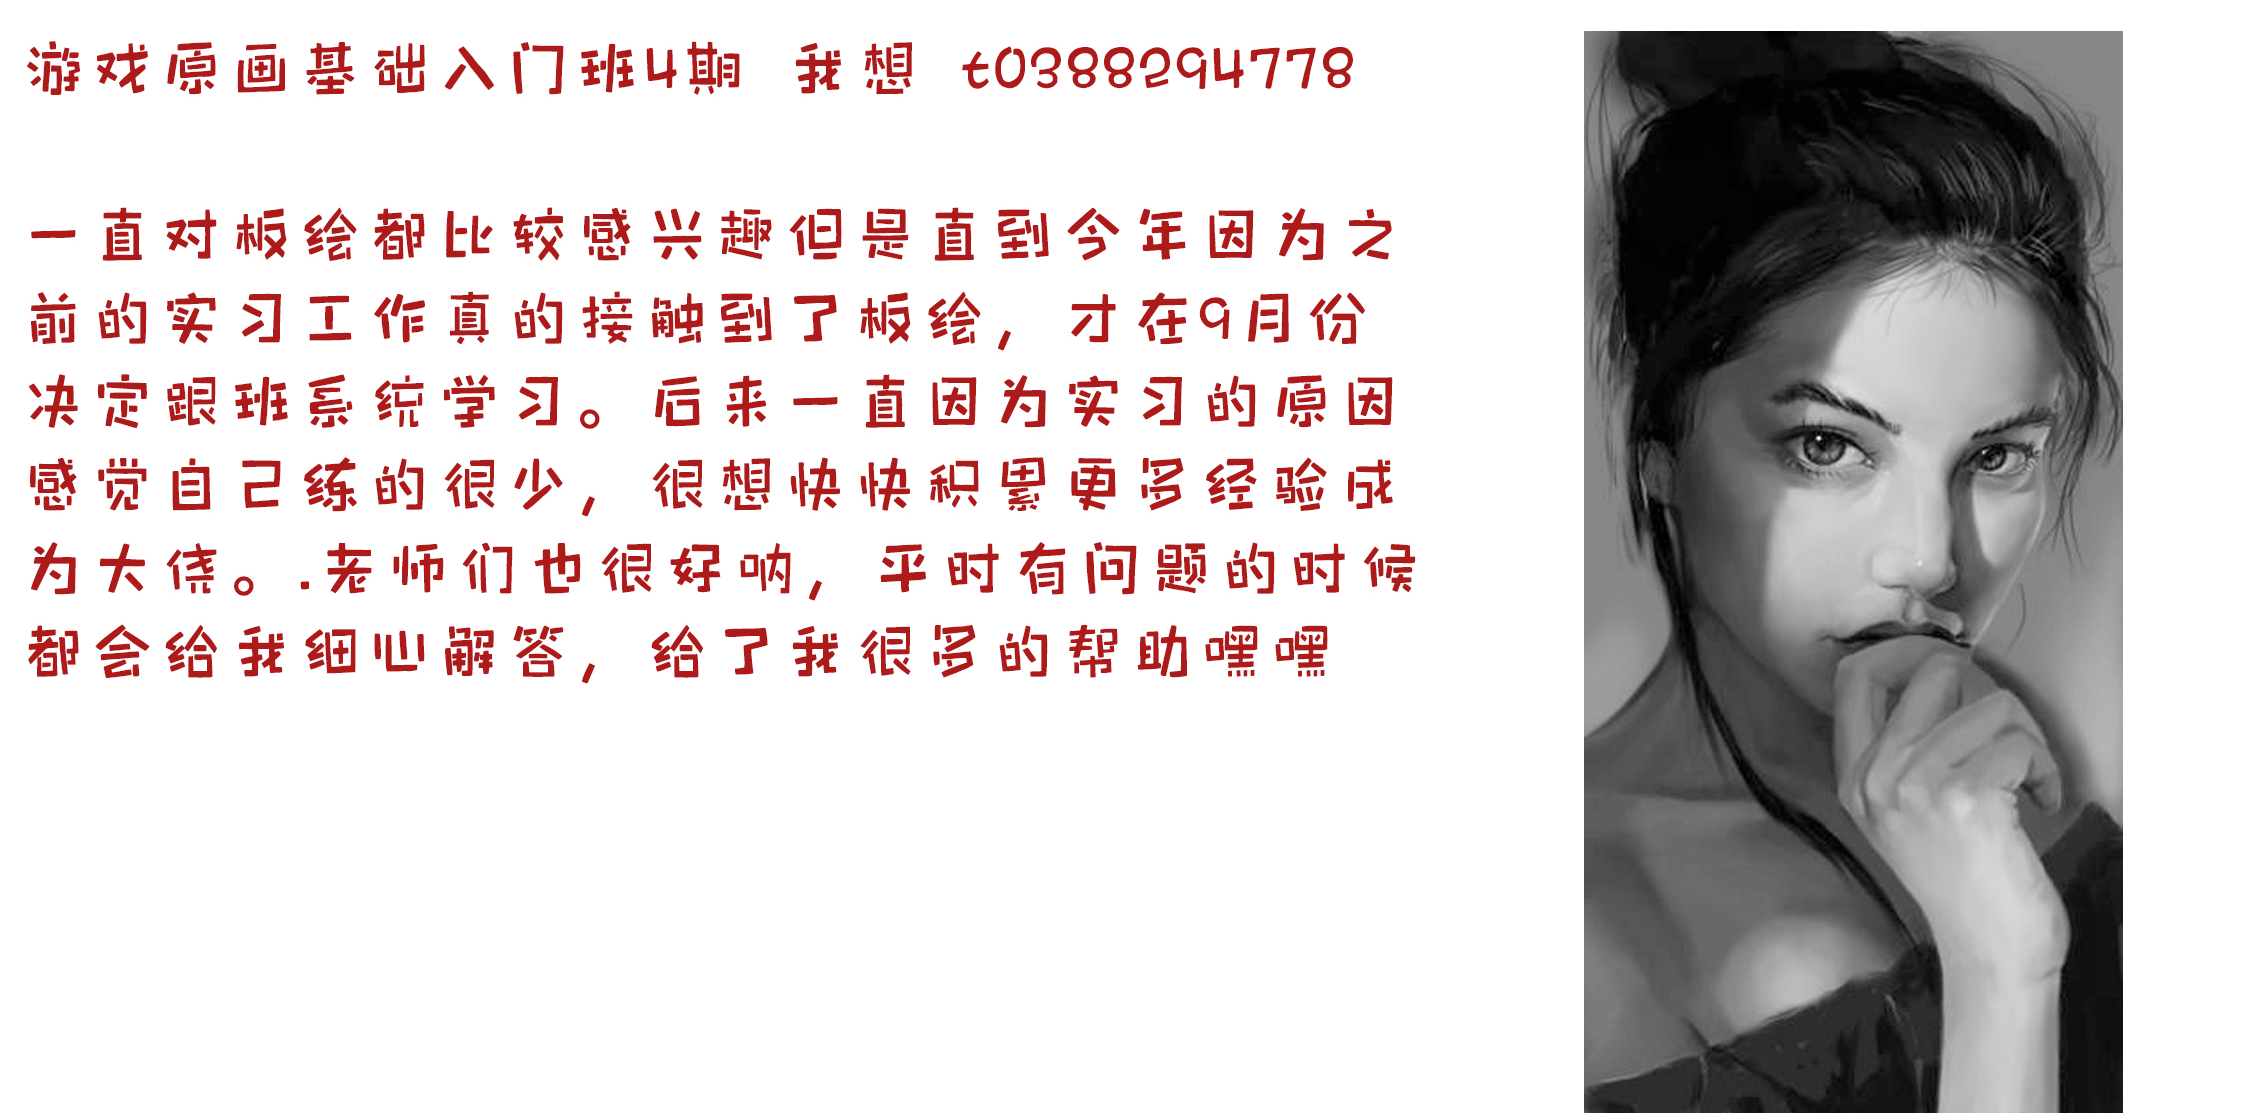 游戏原画基础入门班4期 我想 t0388294778
一直对板绘都比较感兴趣但是直到今年因为之
前的实习工作真的接触到了板绘，才在9月份
决定跟班系统学习。后来一直因为实习的原因
感觉自己练的很少，很想快快积累更多经验成
为大佬。.老师们也很好呐，平时有问题的时候
都会给我细心解答，给了我很多的帮助嘿嘿